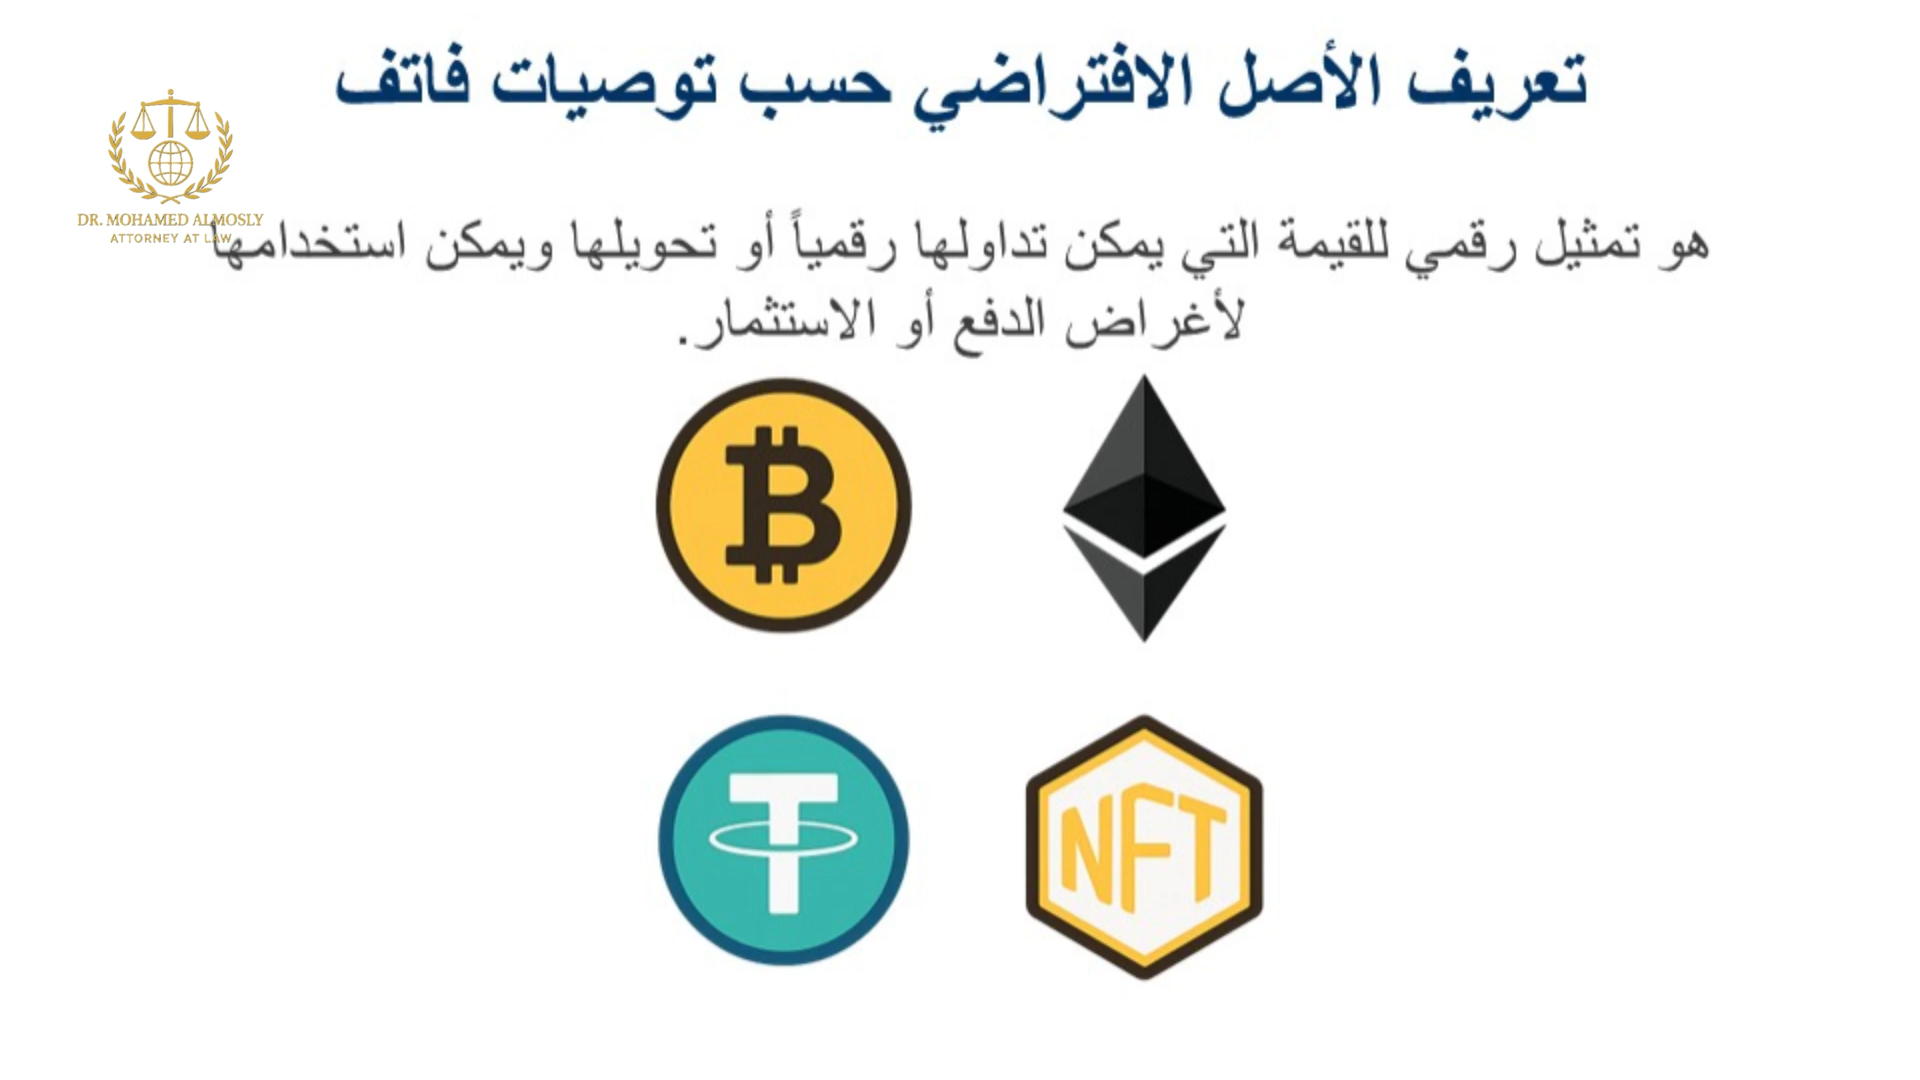 تعريف الأصل الافتراضي حسب توصيات فاتف
DR. MOHAMED ALMOSLY
ATTORNEY AT LAW
هو تمثيل رقمي للقيمة التي يمكن تداولها رقمياً أو تحويلها ويمكن استخدامها
لأغراض الدفع أو الاستثمار.
NFT